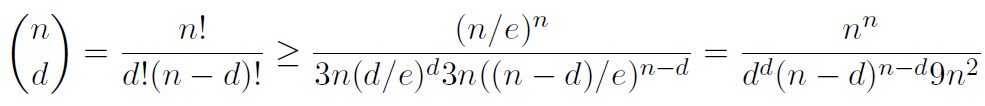 \binom{n}{d} = \frac{n!}{d!(n-d)!} \geq \frac{(n/e)^n}{3n(d/e)^d 3n((n-d)/e)^{n-d}} = \frac{n^n}{d^d(n-d)^{n-d}9n^2}